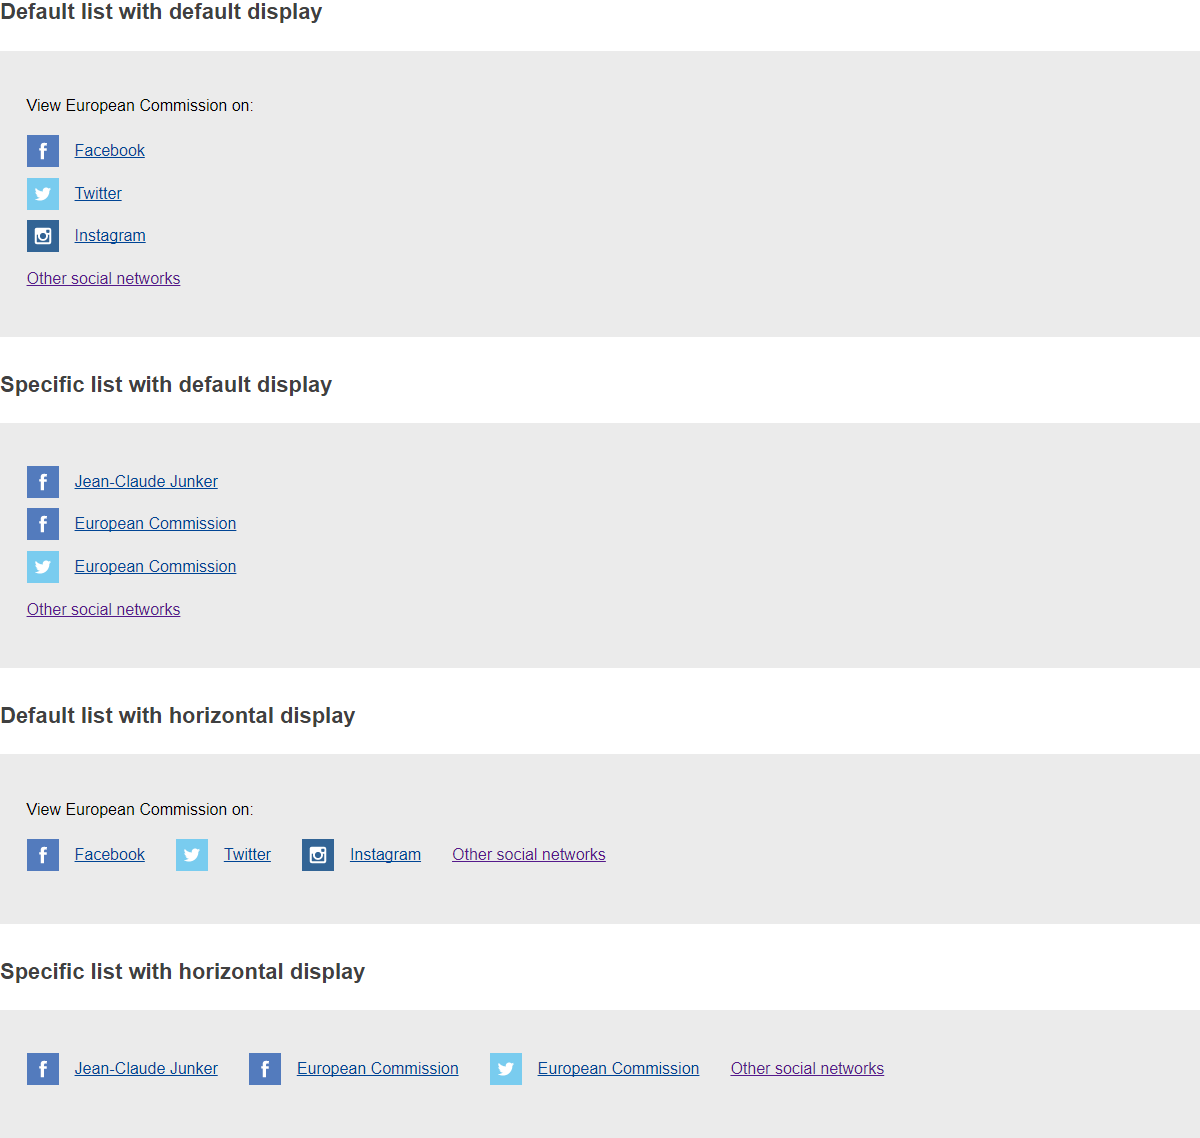 Default list with default display
View European Commission on:
Facebook
Twitter
Instagram
Other social networks
Specific list with default display
Jean-Claude Junker
European Commission
European Commission
Other social networks
Default list with horizontal display
View European Commission on:
Facebook Twitter Instagram Other social networks
Specific list with horizontal display
Jean-Claude Junker European Commission European Commission Other social networks